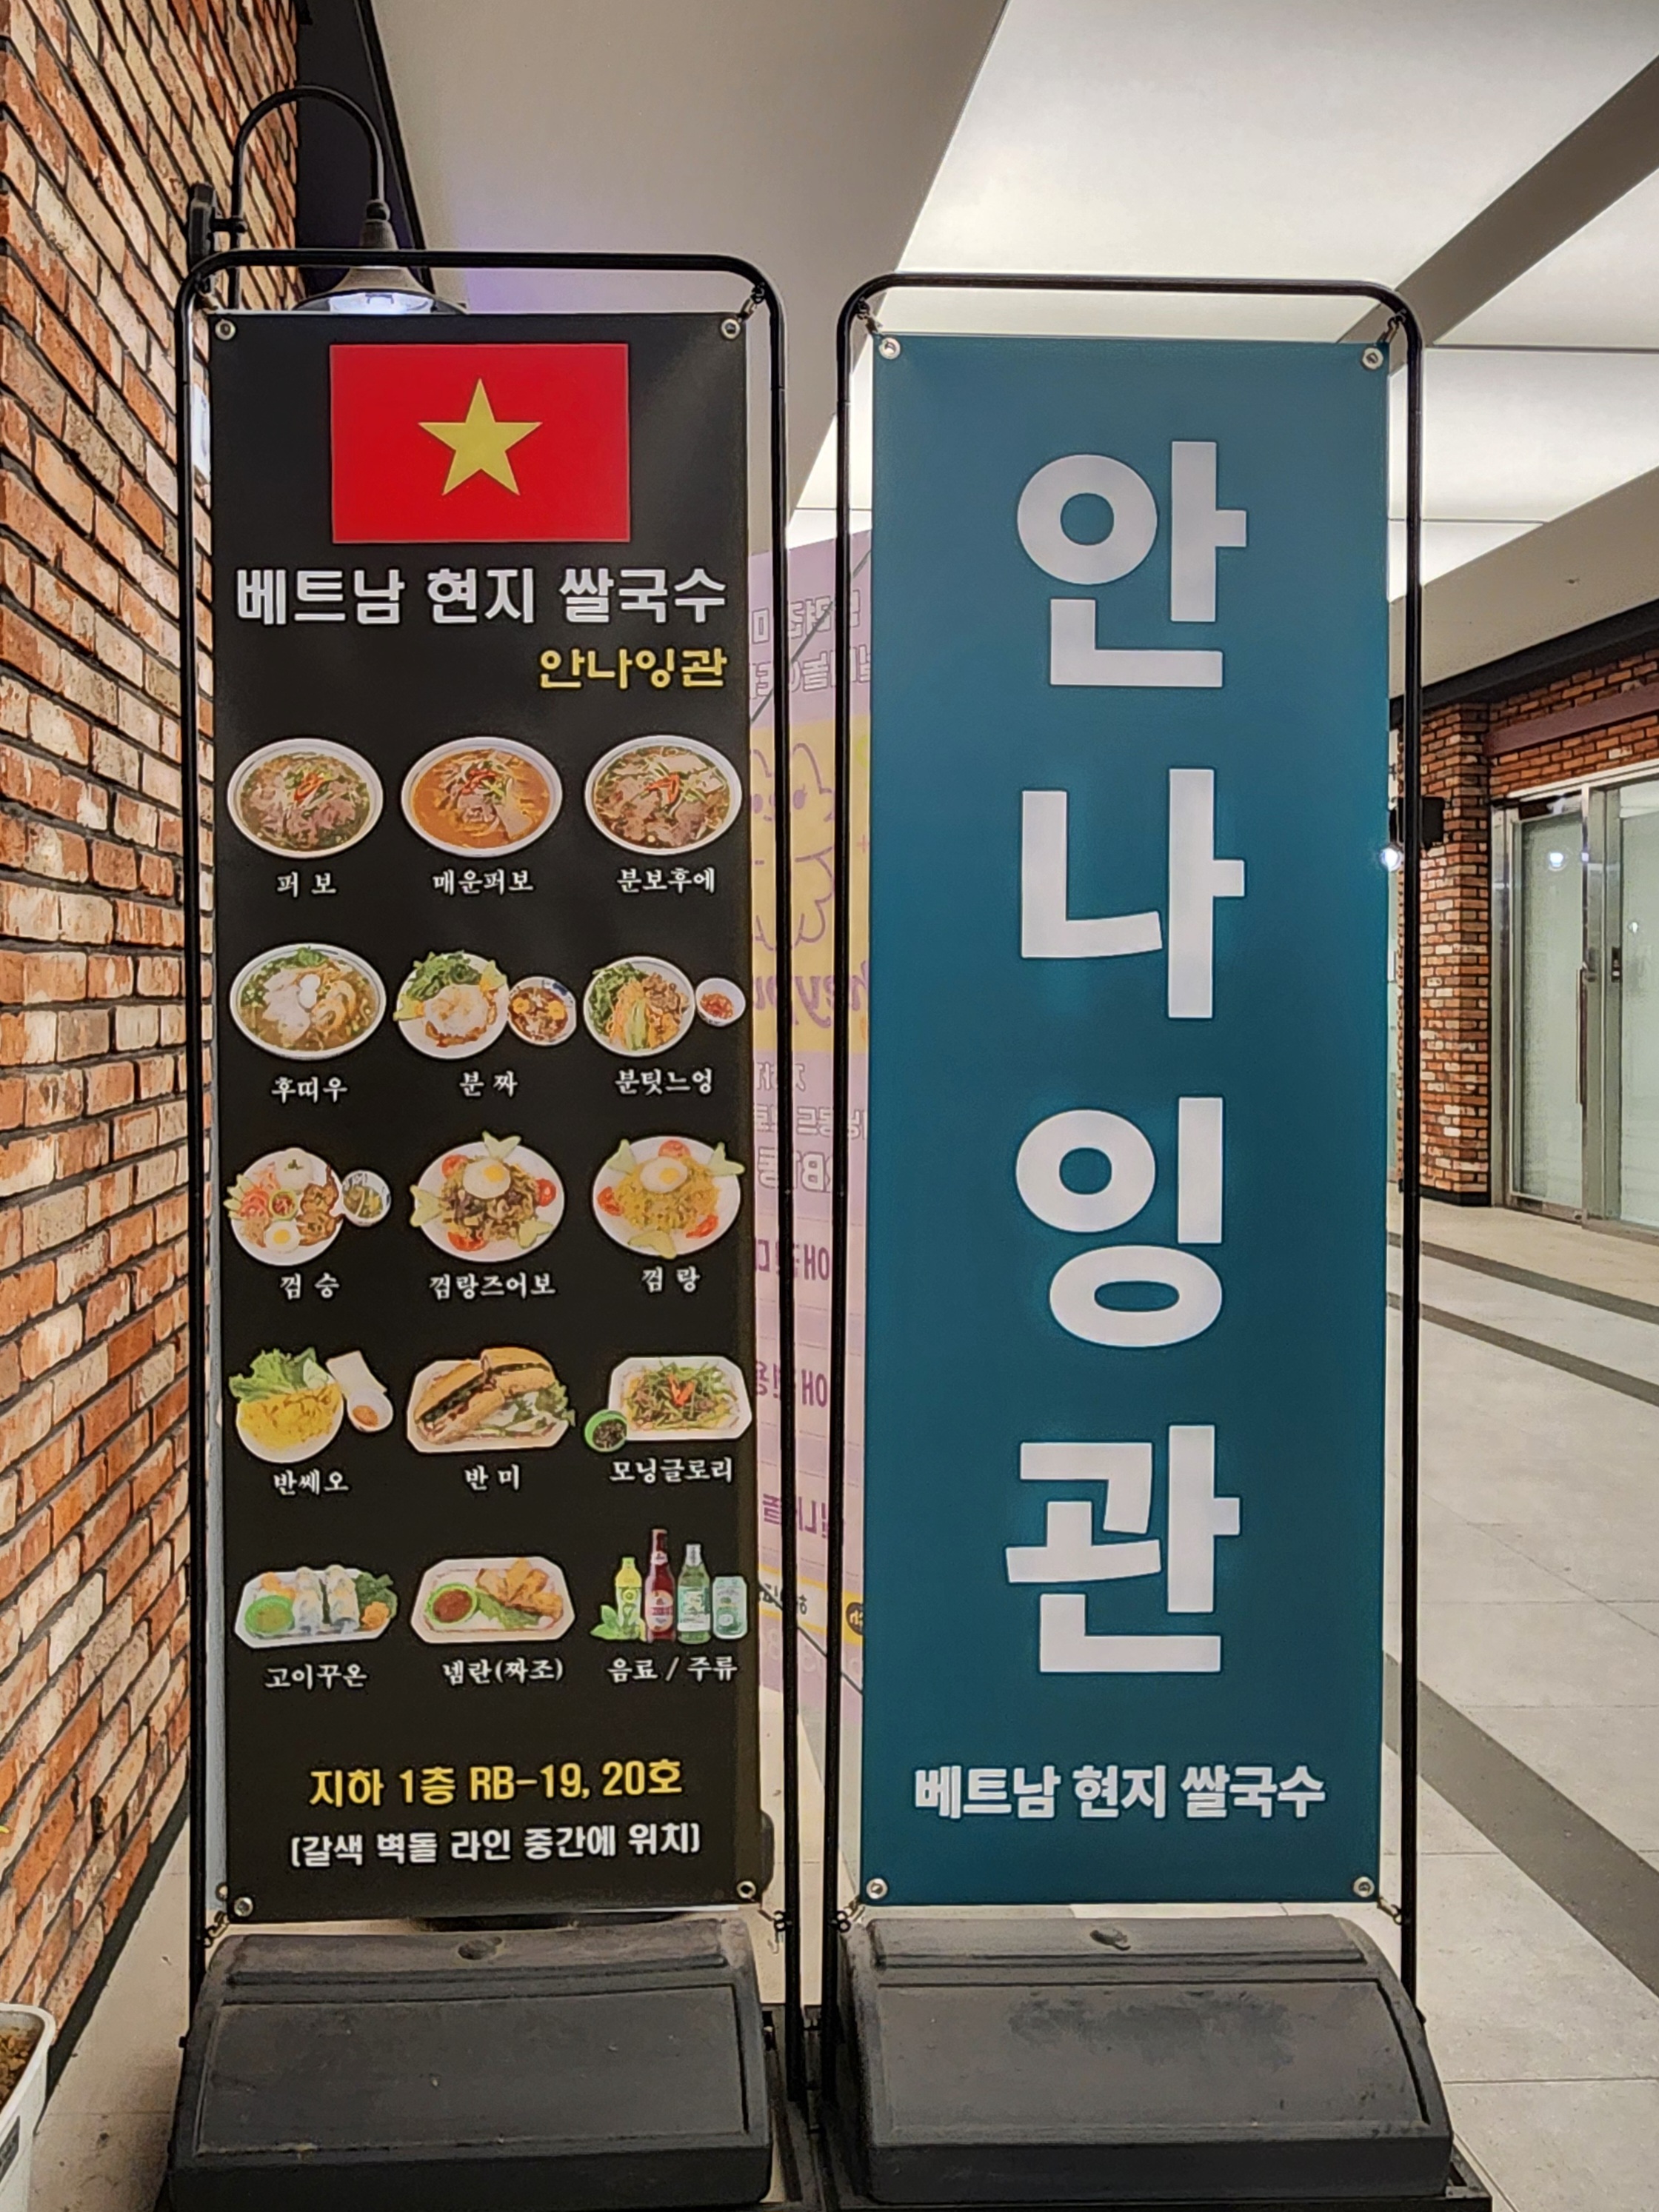 베트남 현지 쌀국수
안나잉관
퍼 보 매운퍼보 분보후에
후띠우 분 짜 분팃느엉
껌 승 껌랑즈어보 껌 랑
반쎄오 반 미 모닝글로리
고이꾸온 넴란(짜조) 음료 / 주류
지하 1층 RB-19, 20호
(갈색 벽돌 라인 중간에 위치)
안
나
잉
관
베트남 현지 쌀국수